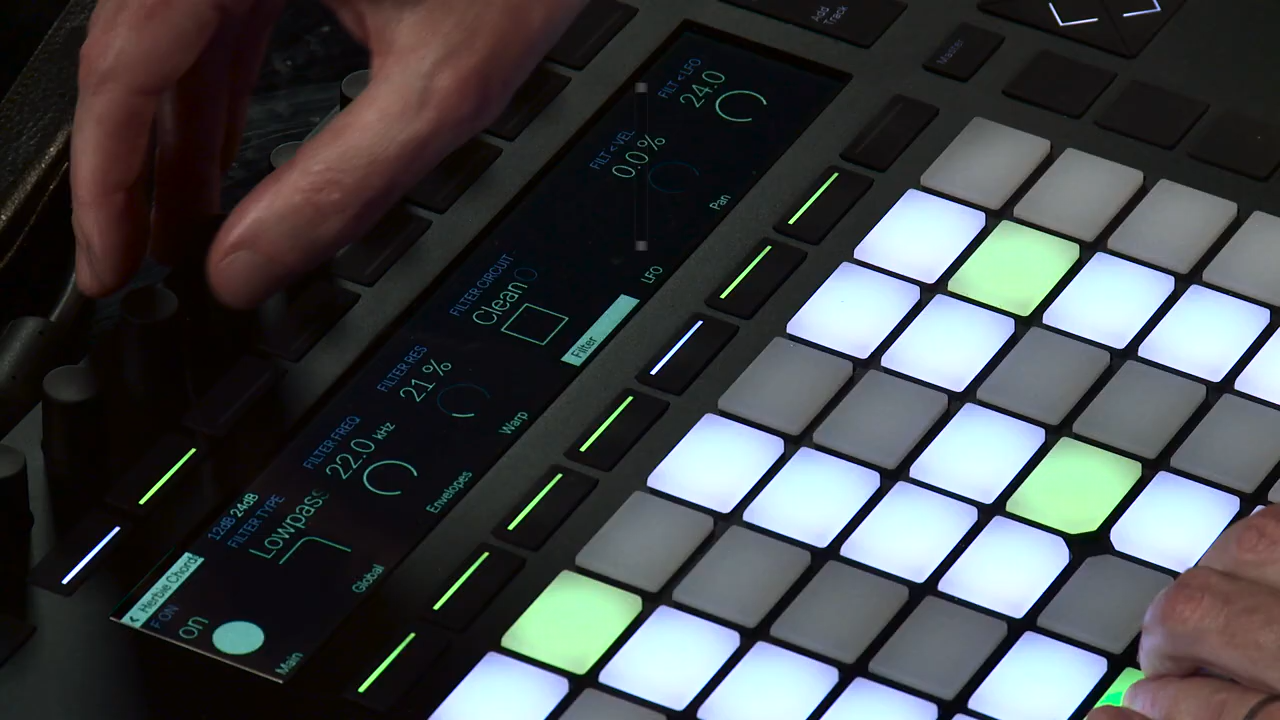 Add
Track
Master
< Herbie Chord
F ON
on
Main
12dB 24dB
FILTER TYPE
Lowpass
Global
FILTER FREQ
22.0 kHz
Envelopes
FILTER RES
21 %
Warp
FILTER CIRCUIT
Clean
Filter
LFO
FILT < VEL
0.0 %
Pan
FILT < LFO
24.0